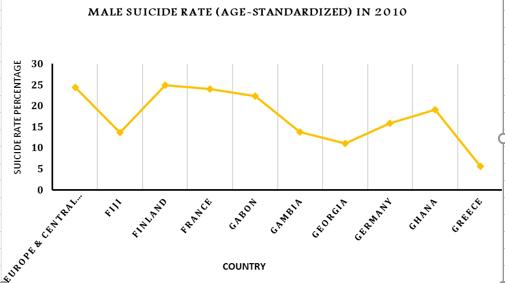 MALE SUICIDE RATE (AGE-STANDARDIZED) IN 2010
SUICIDE RATE PERCENTAGE
30
25
20
15
10
5
0
EUROPE & CENTRAL...
FIJI
FINLAND
FRANCE
GABON
GAMBIA
GEORGIA
GERMANY
GHANA
GREECE
COUNTRY